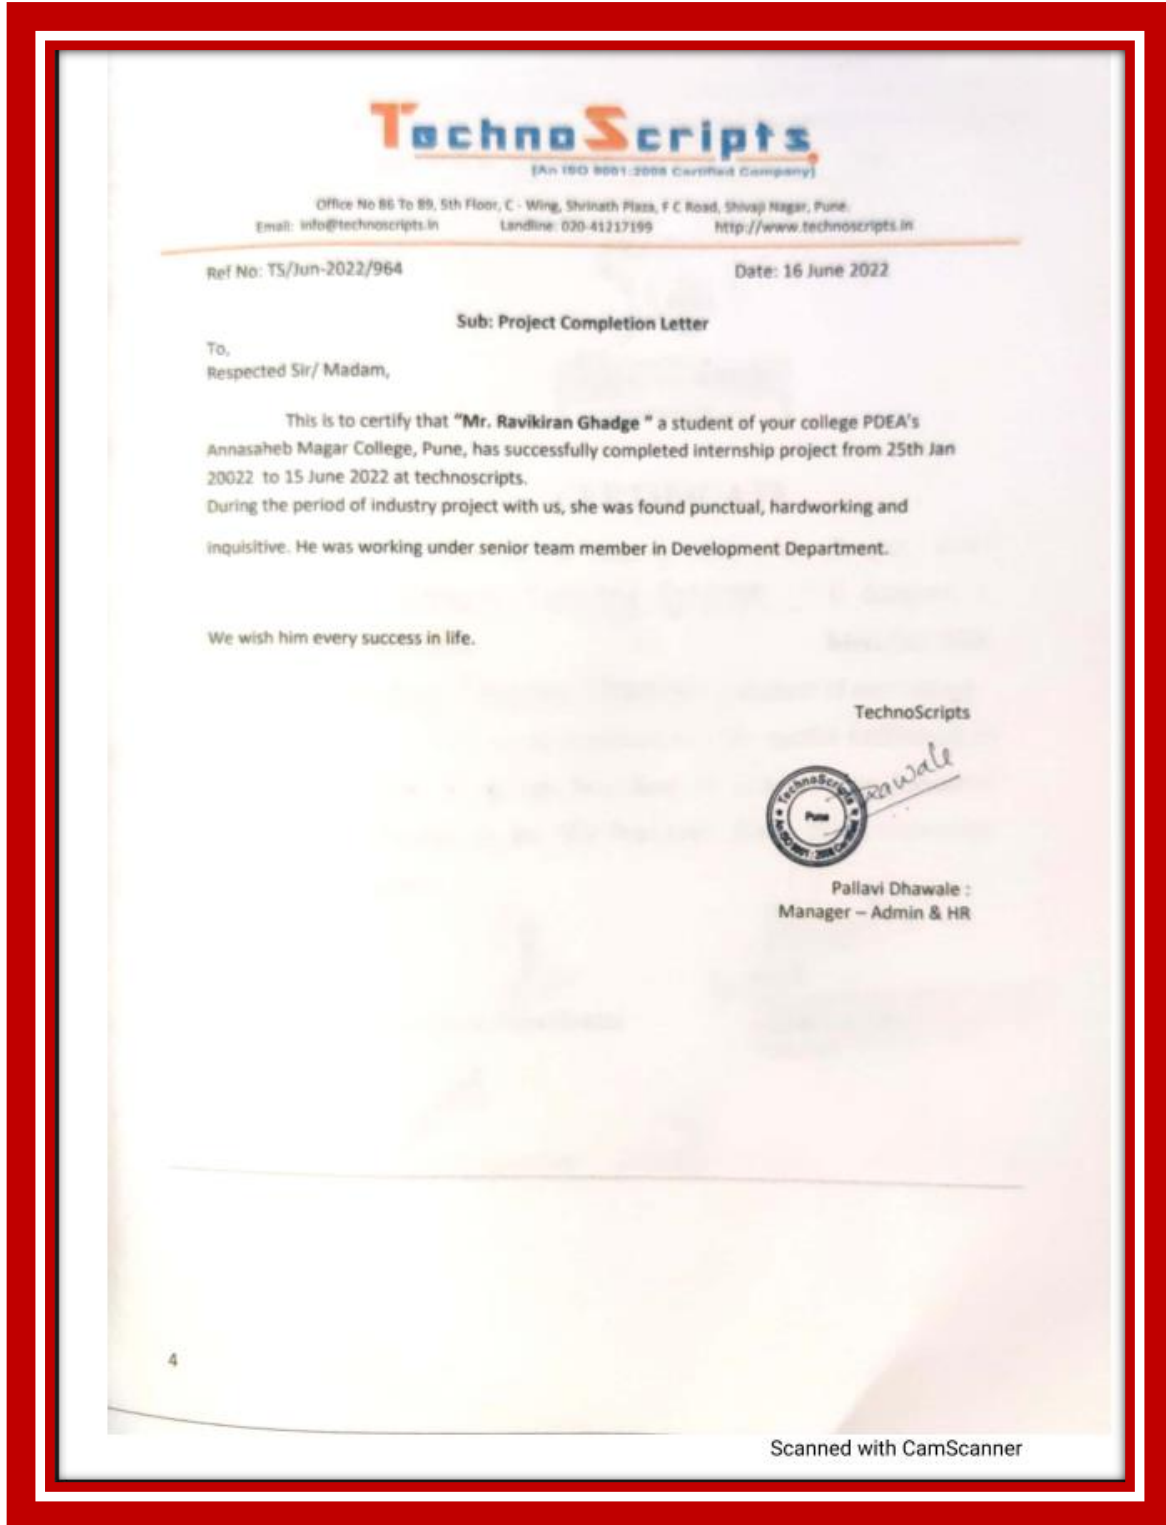 TechnoScripts
[An ISO 9001:2008 Certified Company]
Office No 86 To 89, 5th Floor, C - Wing, Shrinath Plaza, F C Road, Shivaji Nagar, Pune.
Email: info@technoscripts.in Landline: 020-41217199 http://www.technoscripts.in
Ref No: TS/Jun-2022/964 Date: 16 June 2022
Sub: Project Completion Letter
To,
Respected Sir/ Madam,
This is to certify that "Mr. Ravikiran Ghadge " a student of your college PDEA's
Annasaheb Magar College, Pune, has successfully completed internship project from 25th Jan
20022 to 15 June 2022 at technoscripts.
During the period of industry project with us, she was found punctual, hardworking and
inquisitive. He was working under senior team member in Development Department.
We wish him every success in life.
TechnoScripts
TechnoScripts
Pune
An ISO 9001 : 2008 Certified
Pallavi Dhawale :
Manager – Admin & HR
4
Scanned with CamScanner